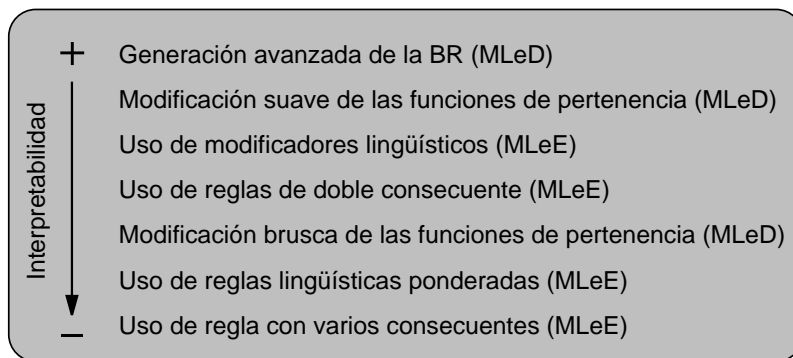 Interpretabilidad
+
Generación avanzada de la BR (MLeD)
Modificación suave de las funciones de pertenencia (MLeD)
Uso de modificadores lingüísticos (MLeE)
Uso de reglas de doble consecuente (MLeE)
Modificación brusca de las funciones de pertenencia (MLeD)
Uso de reglas lingüísticas ponderadas (MLeE)
Uso de regla con varios consecuentes (MLeE)
–